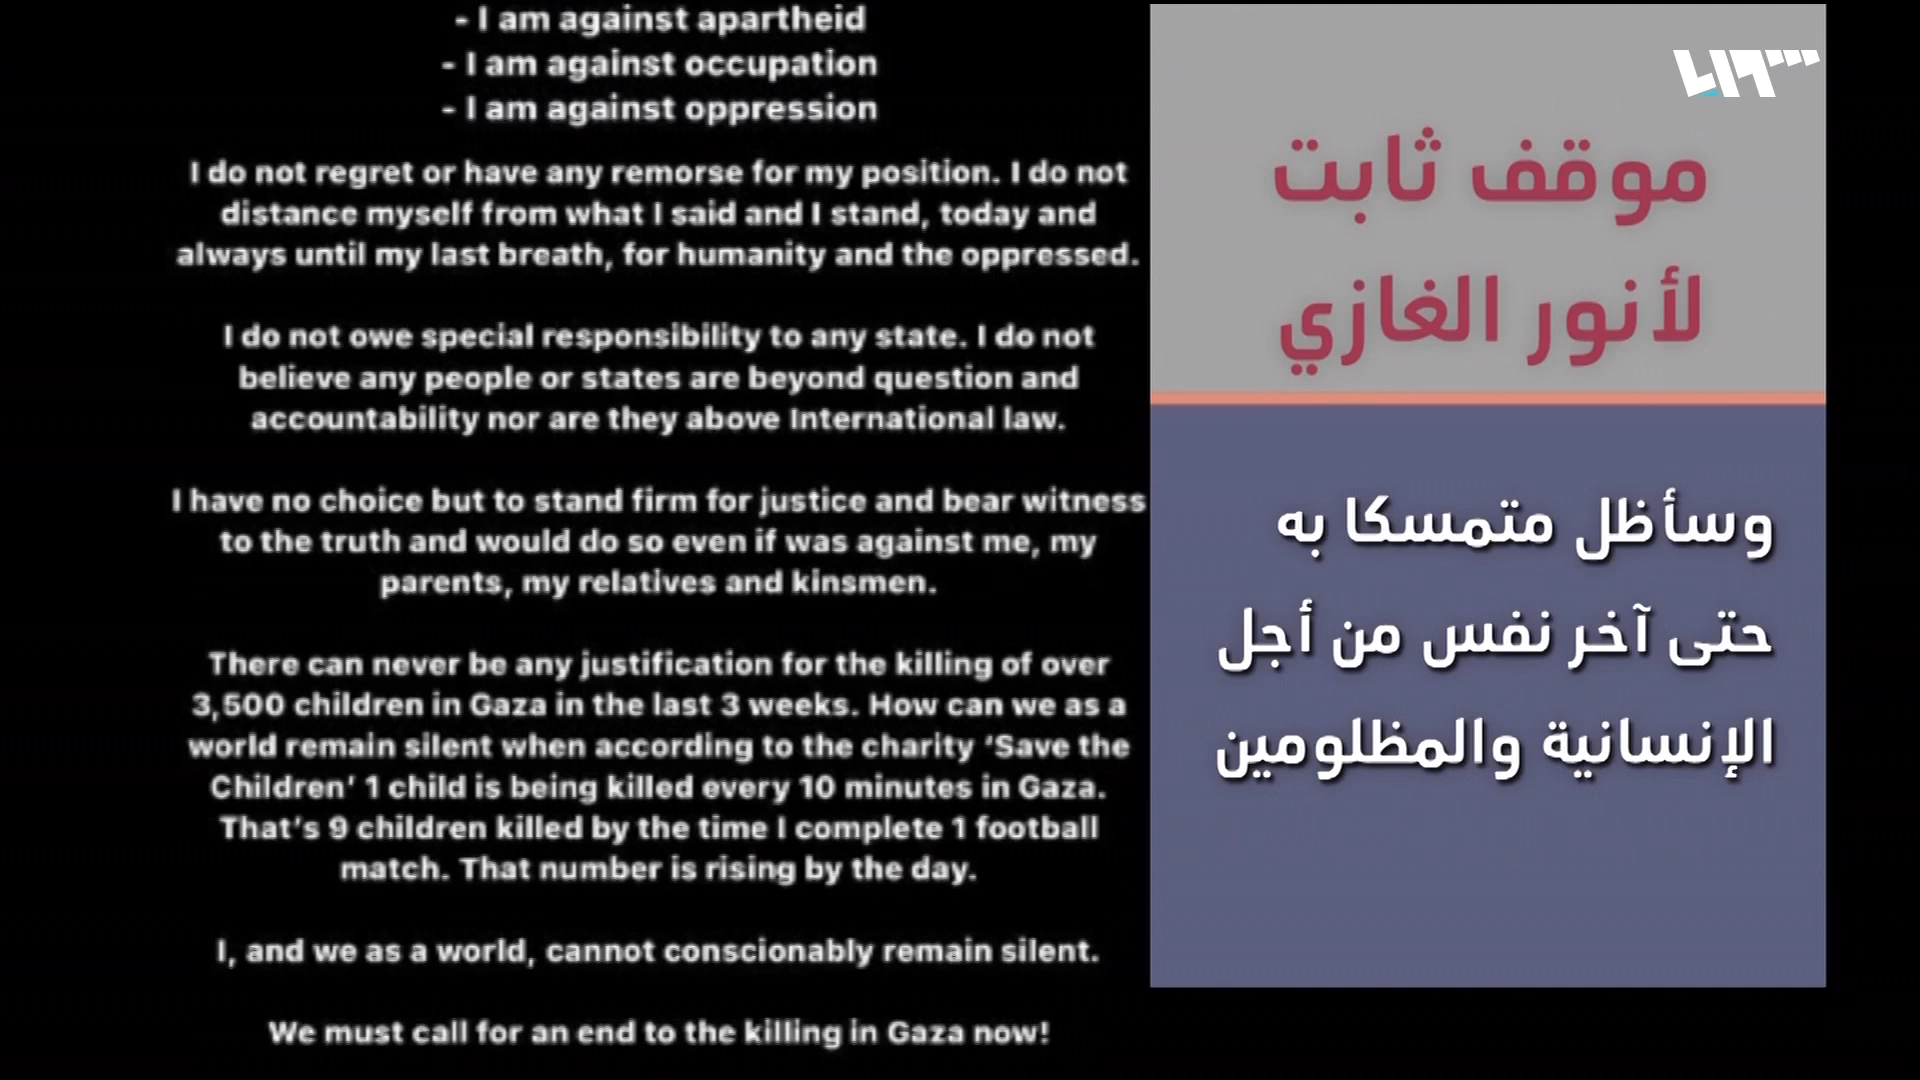 - I am against apartheid
- I am against occupation
- I am against oppression
I do not regret or have any remorse for my position. I do not
distance myself from what I said and I stand, today and
always until my last breath, for humanity and the oppressed.
I do not owe special responsibility to any state. I do not
believe any people or states are beyond question and
accountability nor are they above International law.
I have no choice but to stand firm for justice and bear witness
to the truth and would do so even if was against me, my
parents, my relatives and kinsmen.
There can never be any justification for the killing of over
3,500 children in Gaza in the last 3 weeks. How can we as a
world remain silent when according to the charity ‘Save the
Children’ 1 child is being killed every 10 minutes in Gaza.
That’s 9 children killed by the time I complete 1 football
match. That number is rising by the day.
I, and we as a world, cannot conscionably remain silent.
We must call for an end to the killing in Gaza now!
موقف ثابت
لأنور الغازي
وسأظل متمسكا به
حتى آخر نفس من أجل
الإنسانية والمظلومين